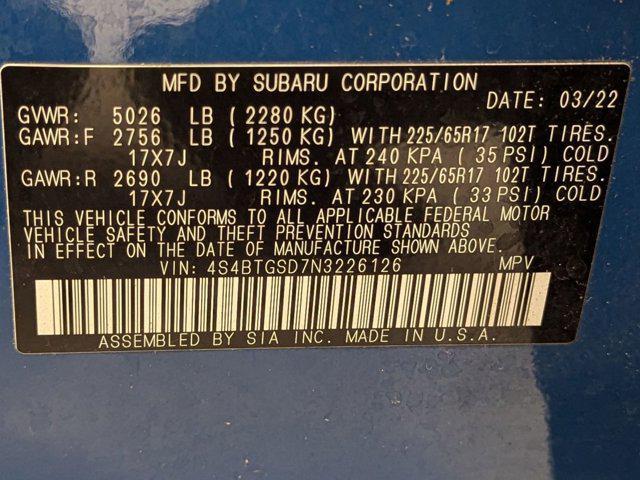 MFD BY SUBARU CORPORATION
DATE: 03/22
GVWR: 5026 LB ( 2280 KG)
GAWR:F 2756 LB ( 1250 KG) WITH 225/65R17 102T TIRES.
17X7J RIMS. AT 240 KPA ( 35 PSI) COLD
GAWR:R 2690 LB ( 1220 KG) WITH 225/65R17 102T TIRES.
17X7J RIMS. AT 230 KPA ( 33 PSI) COLD
THIS VEHICLE CONFORMS TO ALL APPLICABLE FEDERAL MOTOR
VEHICLE SAFETY AND THEFT PREVENTION STANDARDS
IN EFFECT ON THE DATE OF MANUFACTURE SHOWN ABOVE.
VIN: 4S4BTGSD7N3226126 MPV
ASSEMBLED BY SIA INC. MADE IN U.S.A.